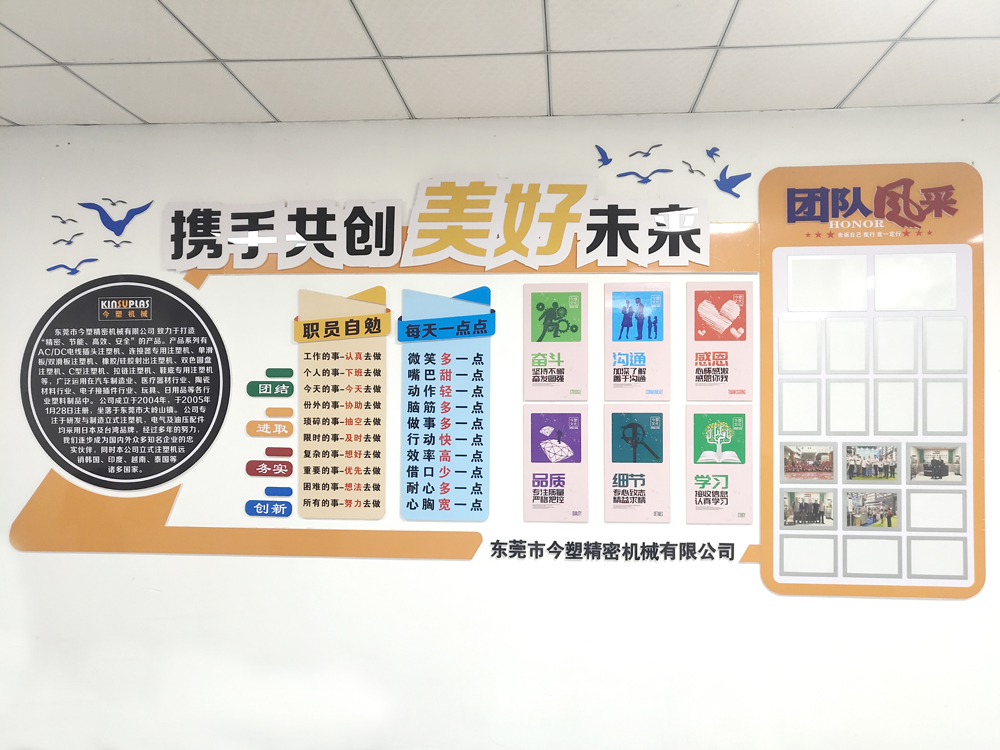 携手共创美好未来
KINSUPLAS
今塑机械
东莞市今塑精密机械有限公司 致力于打造
“精密、节能、高效、安全”的产品。产品系列有
AC/DC电线插头注塑机、连接器专用注塑机、单滑
板/双滑板注塑机、橡胶/硅胶射出注塑机、双色圆盘
注塑机、C型注塑机、拉链注塑机、鞋底专用注塑机
等，广泛运用在汽车制造业、医疗器材行业、陶瓷
材料行业、电子接插件行业、玩具、日用品等各行
业塑料制品中。公司成立于2004年，于2005年
1月28日注册，坐落于东莞市大岭山镇。公司专
注于研发与制造立式注塑机，电气及油压配件
均采用日本及台湾品牌，经过多年的努力，
我们逐步成为国内外众多知名企业的忠
实伙伴，同时本公司立式注塑机远
销韩国、印度、越南、泰国等
诸多国家。
团结
进取
务实
创新
职员自勉
工作的事–认真去做
个人的事–下班去做
今天的事–今天去做
份外的事–协助去做
琐碎的事–抽空去做
限时的事–及时去做
复杂的事–想好去做
重要的事–优先去做
困难的事–想法去做
所有的事–努力去做
每天一点点
微笑多一点
嘴巴甜一点
动作轻一点
脑筋多一点
做事多一点
行动快一点
效率高一点
借口少一点
耐心多一点
心胸宽一点
奋斗
坚持不懈
奋发图强
沟通
加深了解
善于沟通
感恩
心怀感激
感恩你我
品质
专注质量
严格把控
细节
专心致志
精益求精
学习
接收信息
认真学习
东莞市今塑精密机械有限公司
团队风采
HONOR
告诉自己 能行 就一定行